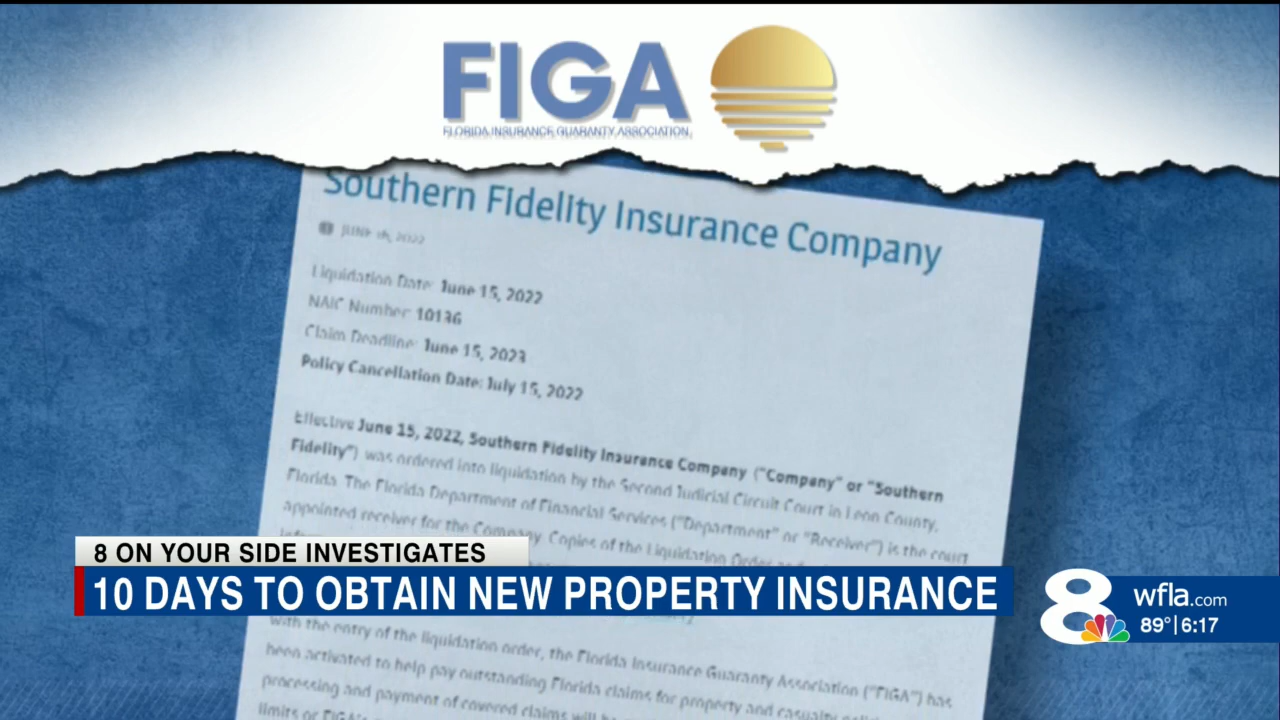 FIGA
FLORIDA INSURANCE GUARANTY ASSOCIATION
Southern Fidelity Insurance Company
JUNE 2022
Liquidation Date: June 15, 2022
NAIC Number: 10136
Claim Deadline: June 15, 2023
Policy Cancellation Date: July 15, 2022
Effective June 15, 2022, Southern Fidelity Insurance Company ("Company" or "Southern
Fidelity") was ordered into liquidation by the Second Judicial Circuit Court in Leon County,
Florida. The Florida Department of Financial Services ("Department" or "Receiver") is the court
appointed receiver for the Company. Copies of the Liquidation Order and
8 ON YOUR SIDE INVESTIGATES
10 DAYS TO OBTAIN NEW PROPERTY INSURANCE
8
wfla.com
89° | 6:17
with the entry of the liquidation order, the Florida Insurance Guaranty Association ("FIGA") has
been activated to help pay outstanding Florida claims for property and casualty
processing and payment of covered claims will
limits or FIGA's